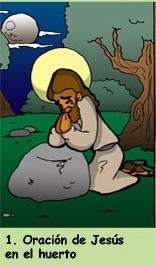 1. Oración de Jesús
en el huerto